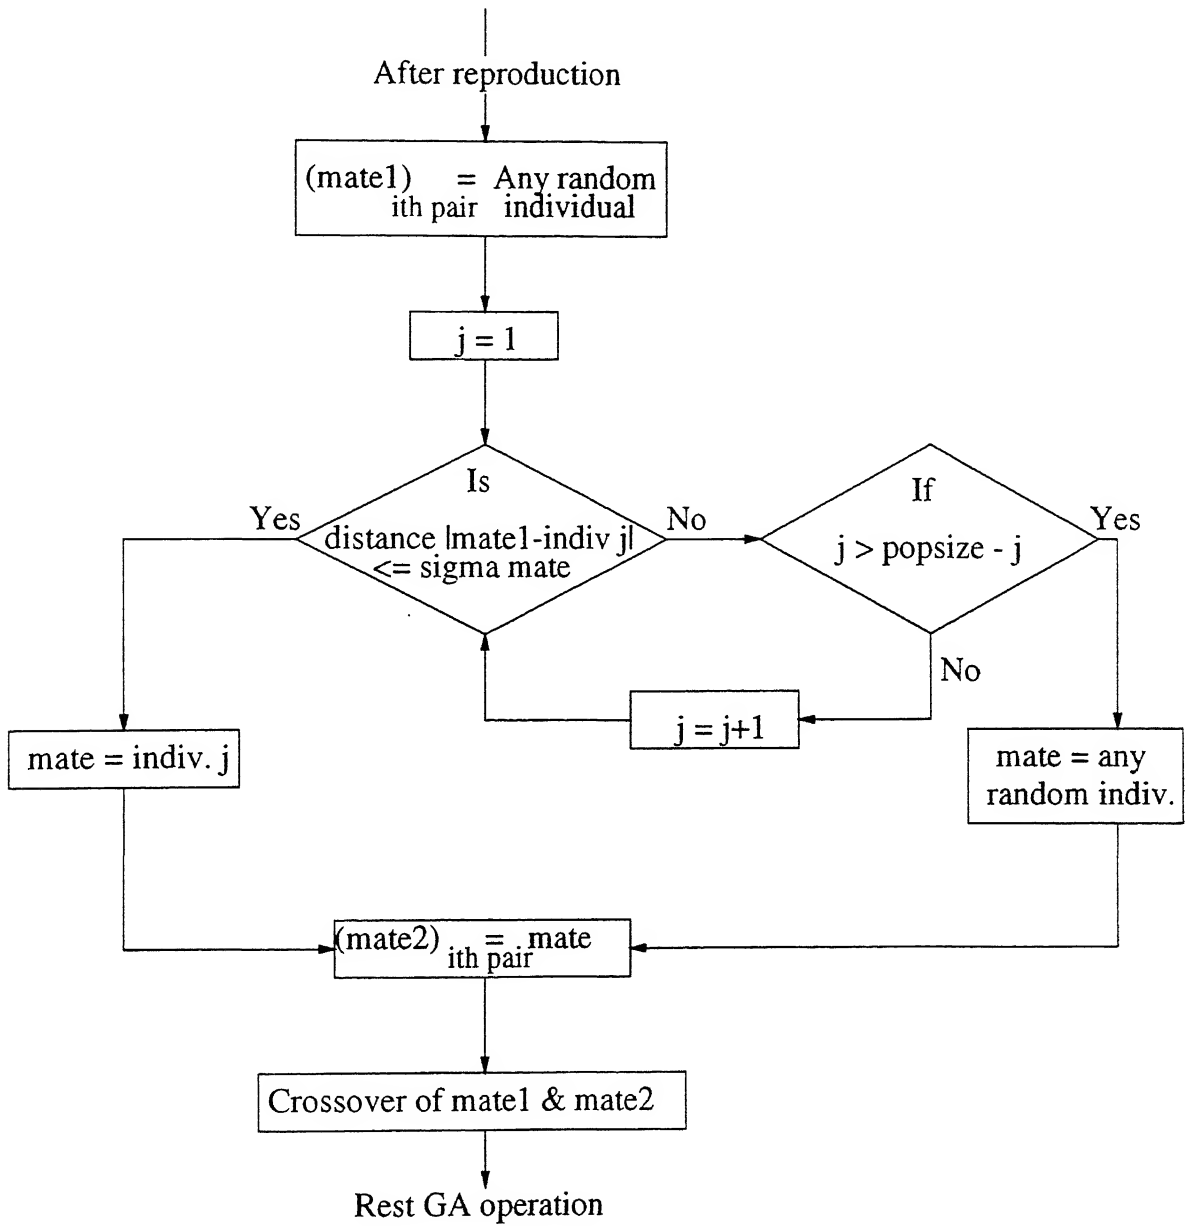 After reproduction
(mate1) = Any random
ith pair individual
j = 1
Is
distance |mate1-indiv j|
<= sigma mate
Yes
No
If
j > popsize - j
Yes
No
j = j+1
mate = indiv. j
mate = any
random indiv.
(mate2) = mate
ith pair
Crossover of mate1 & mate2
Rest GA operation